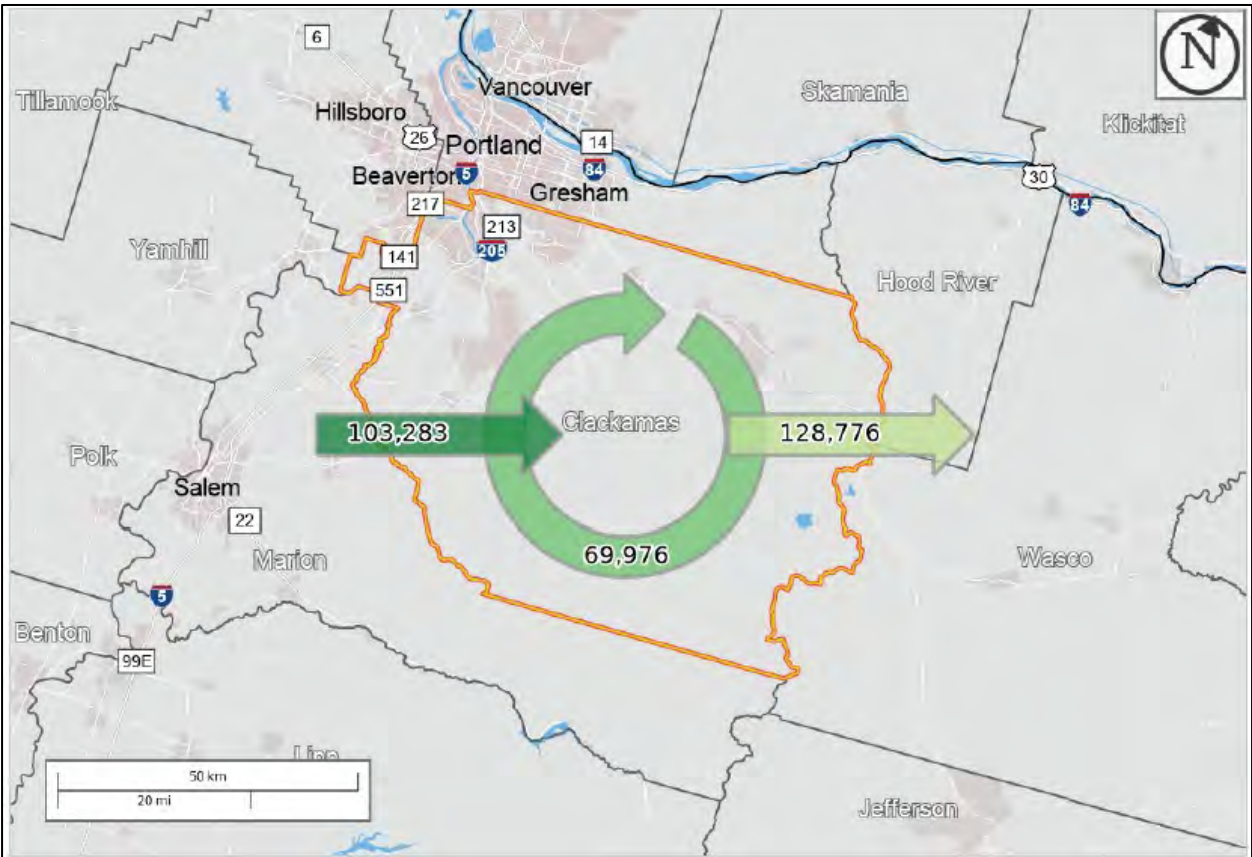 6
N
Tillamook
Vancouver
Skamania
Hillsboro
Klickitat
26
Portland
14
30
Beaverton
5
84
Gresham
84
217
213
Yamhill
141
205
Hood River
551
Clackamas
103,283
128,776
Polk
Salem
22
69,976
Marion
Wasco
5
Benton
99E
Linn
50 km
20 mi
Jefferson